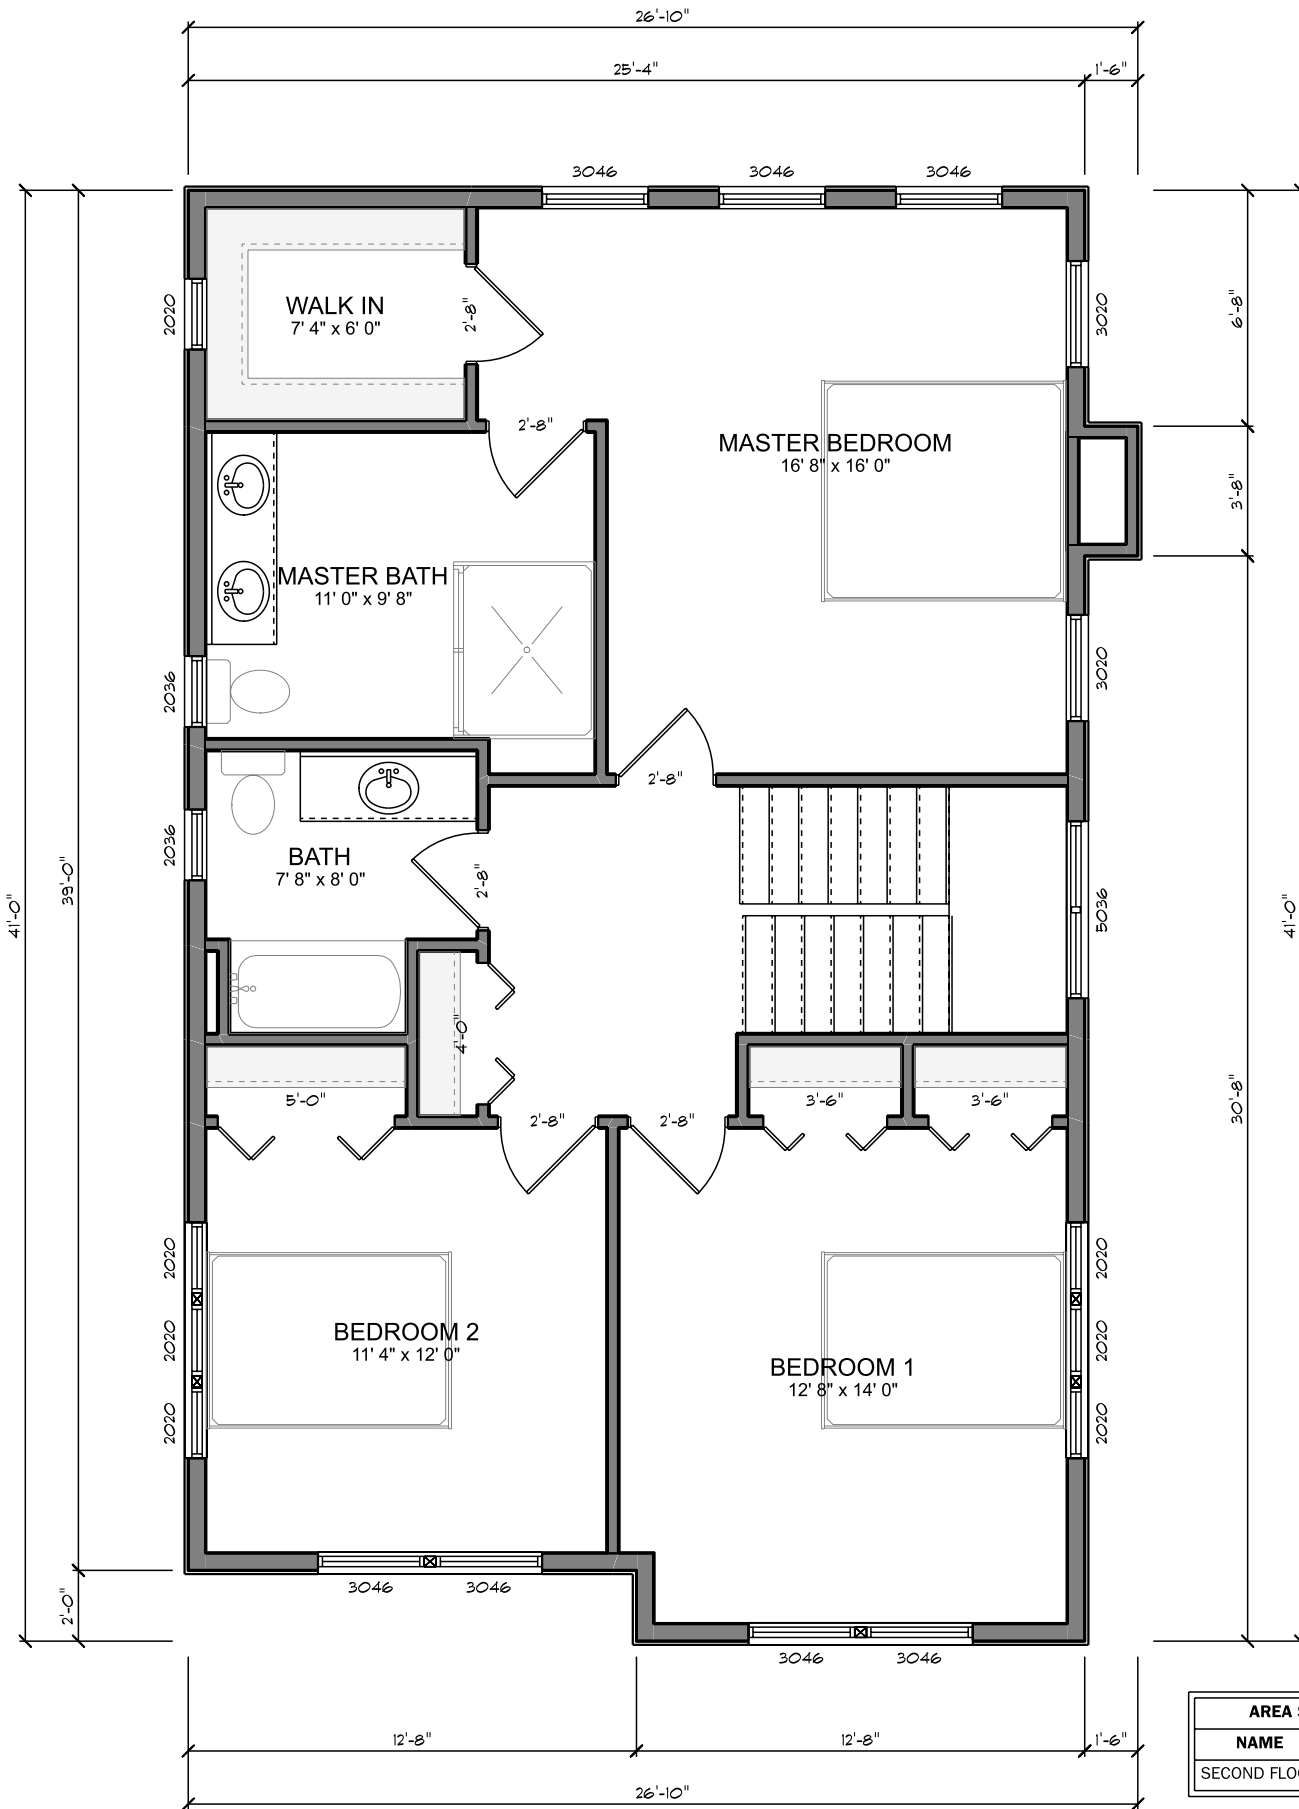 26'-10"
25'-4"
1'-6"
3046
3046
3046
2020
WALK IN
7' 4" x 6' 0"
2'-8"
3020
6'-8"
2'-8"
MASTER BEDROOM
16' 8" x 16' 0"
3'-8"
MASTER BATH
11' 0" x 9' 8"
2036
3020
2'-8"
2036
BATH
7' 8" x 8' 0"
2'-8"
5036
41'-0"
39'-0"
41'-0"
4'-0"
5'-0"
3'-6"
3'-6"
30'-8"
2'-8"
2'-8"
2020
2020
2020
BEDROOM 2
11' 4" x 12' 0"
BEDROOM 1
12' 8" x 14' 0"
2020
2020
2020
3046
3046
2'-0"
3046
3046
12'-8"
12'-8"
1'-6"
26'-10"
AREA
NAME
SECOND